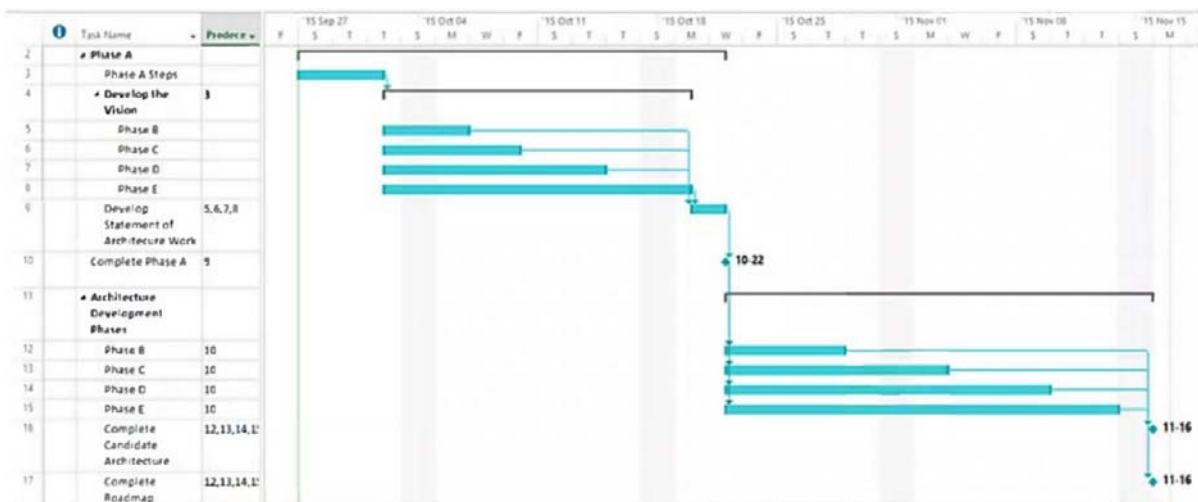 '15 Sep 27 '15 Oct 04 '15 Oct 11 '15 Oct 18 '15 Oct 25 '15 Nov 01 '15 Nov 08 '15 Nov 15
Task Name Predece
F S T T S M W F S T T S M W F S T T S M W F S T T S M
2 Phase A
3 Phase A Steps
4 Develop the 3
Vision
5 Phase B
6 Phase C
7 Phase D
8 Phase E
9 Develop 5,6,7,8
Statement of
Architecure Work
10 Complete Phase A 9 10-22
11 Architecture
Development
Phases
12 Phase B 10
13 Phase C 10
14 Phase D 10
15 Phase E 10
16 Complete 12,13,14,15 11-16
Candidate
Architecture
17 Complete 12,13,14,15 11-16
Roadmap